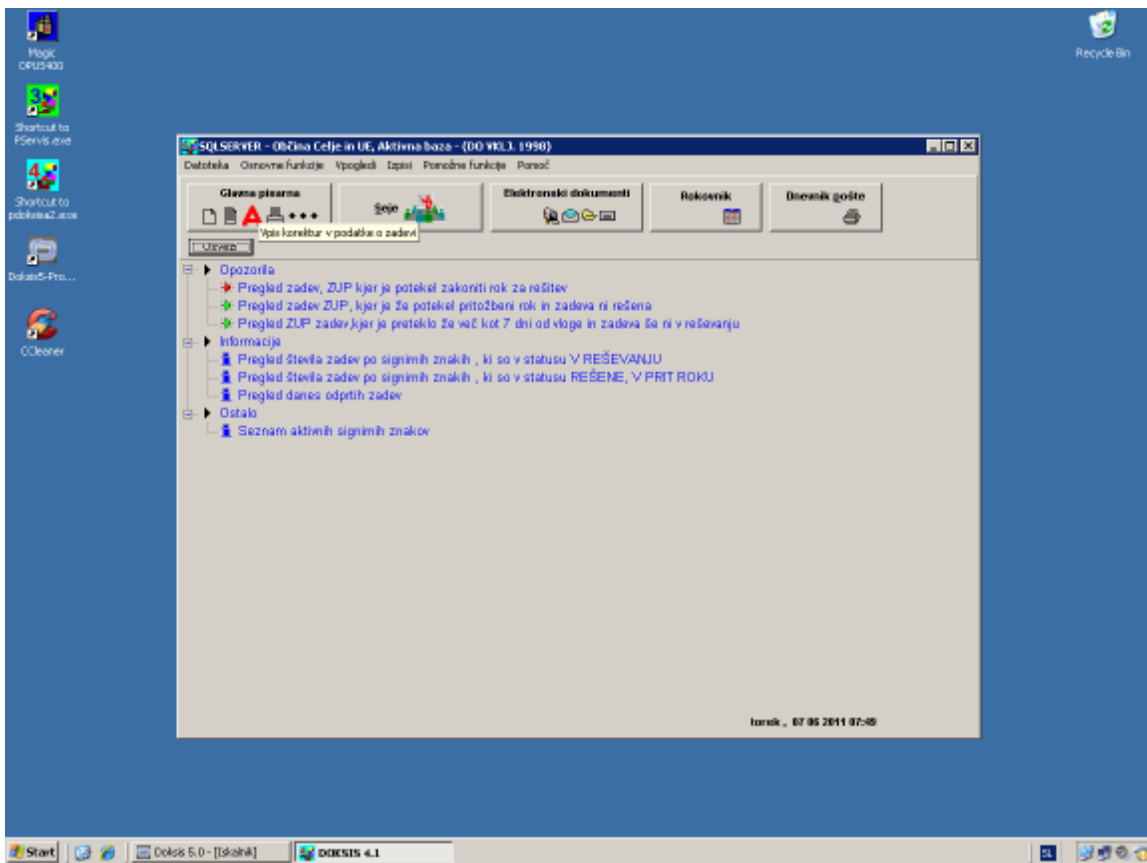 Magic
OPUS400
Recycle Bin
3
Shortcut to
PServis.exe
4
Shortcut to
Doksis5-Pro...
CCleaner
SQLSERVER - Občina Celje in UE, Aktivna baza - (DO VKLJ. 1998)
Datoteka Osnovne funkcije Vpogledi Izpisi Pomožne funkcije Pomoč
Glavna pisarna
Seje
Elektronski dokumenti
Rokovnik
Dnevnik pošte
Vpis korektur v podatke o zadevi
Opozorila
Pregled zadev, ZUP kjer je potekel zakoniti rok za rešitev
Pregled zadev ZUP, kjer je že potekel pritožbeni rok in zadeva ni rešena
Pregled ZUP zadev,kjer je preteklo že več kot 7 dni od vloge in zadeva še ni v reševanju
Informacije
Pregled števila zadev po signirnih znakih , ki so v statusu V REŠEVANJU
Pregled števila zadev po signirnih znakih , ki so v statusu REŠENE, V PRIT ROKU
Pregled danes odprtih zadev
Ostalo
Seznam aktivnih signirnih znakov
torek , 07 06 2011 07:49
Start
Doksis 5.0 - [Iskalnik]
DOKSIS 4.1
SL